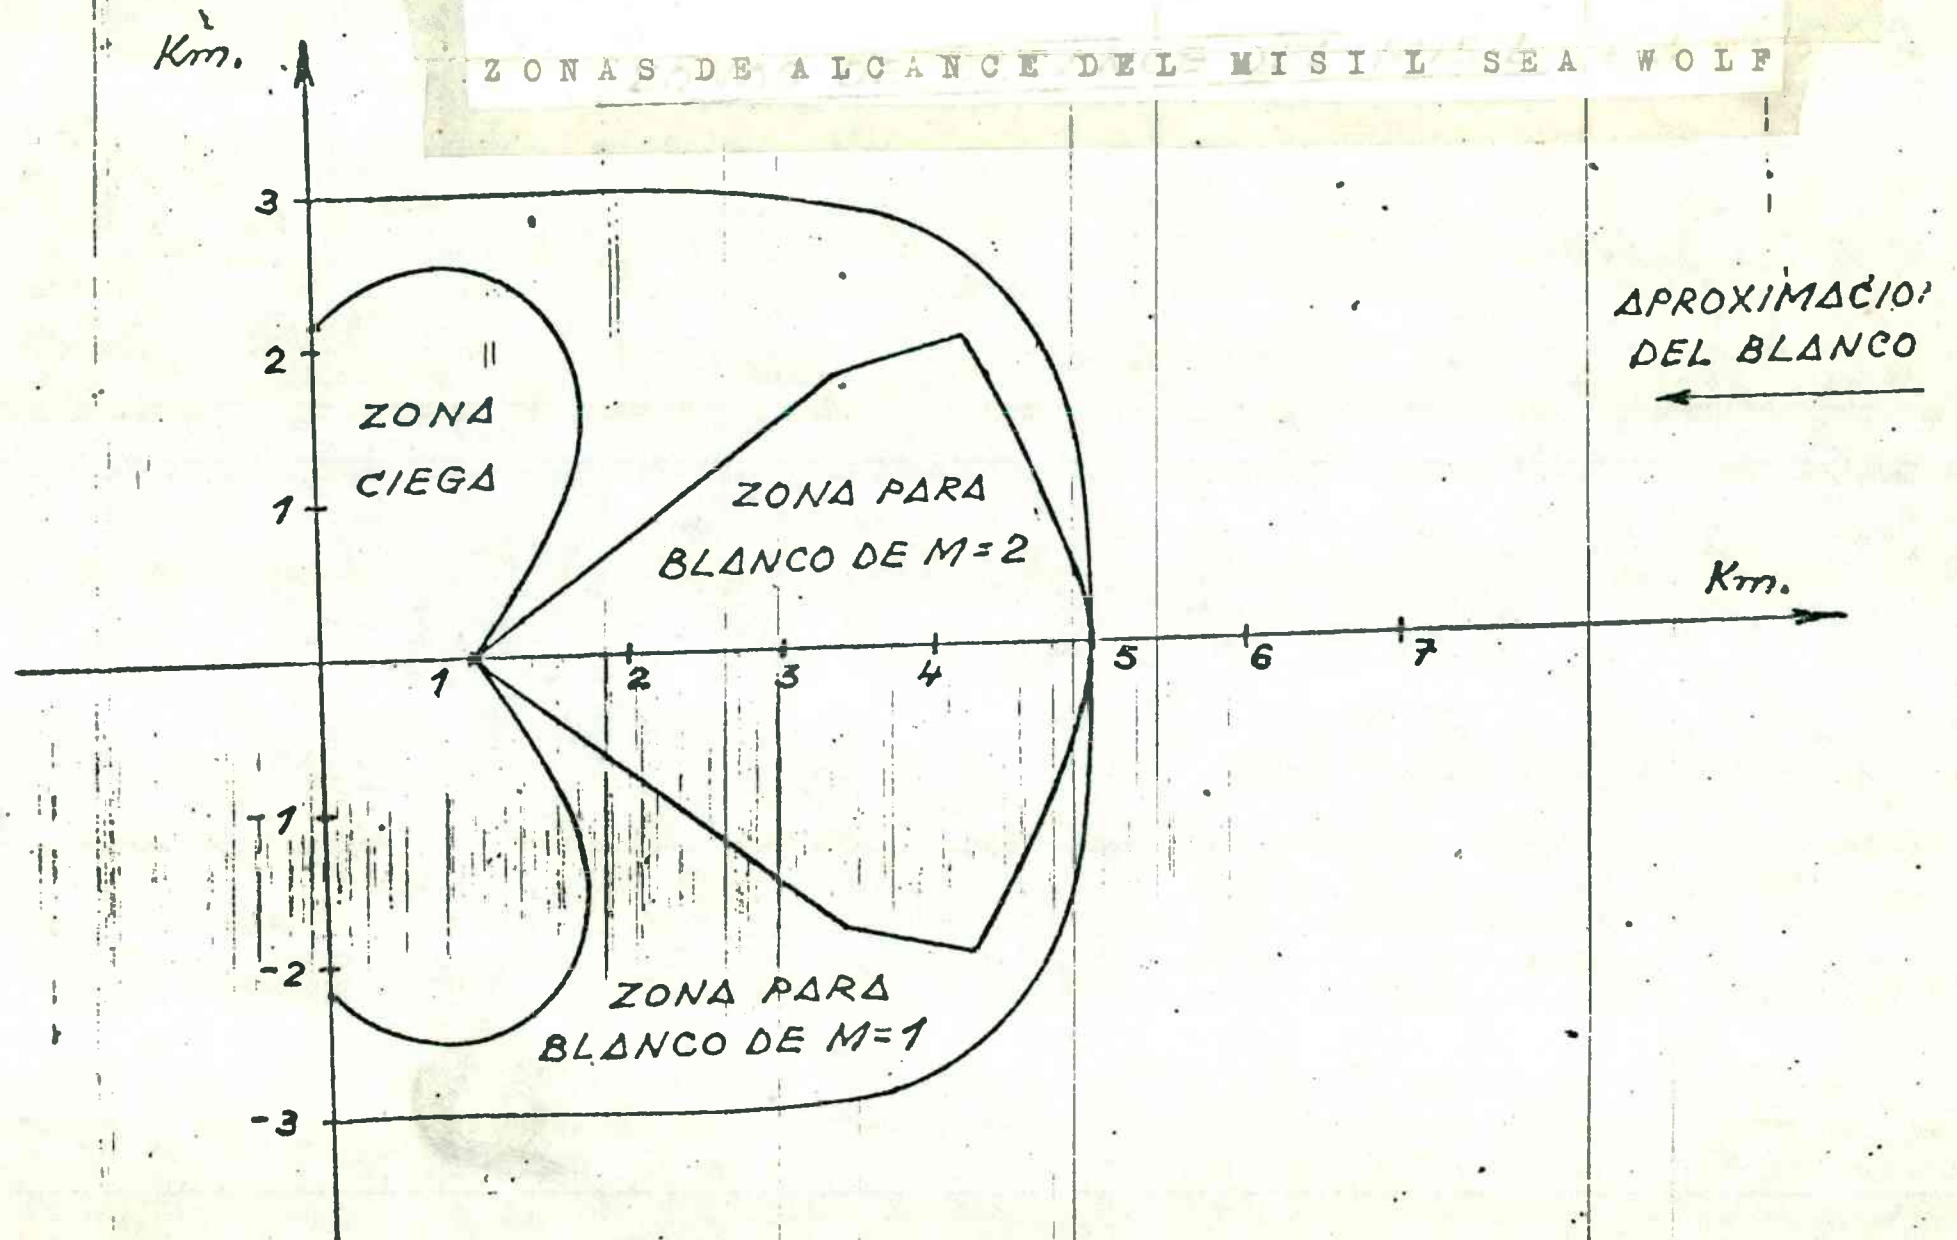 Km.
ZONAS DE ALCANCE DEL MISIL SEA WOLF
3
APROXIMACIO
DEL BLANCO
2
ZONA
CIEGA
1
ZONA PARA
BLANCO DE M=2
Km.
1 2 3 4 5 6 7
-1
-2
ZONA PARA
BLANCO DE M=1
-3